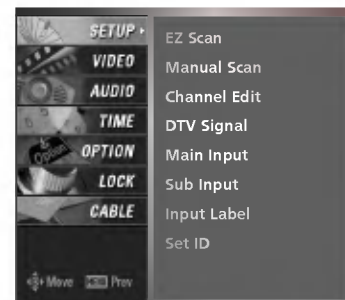 SETUP
VIDEO
AUDIO
TIME
Option OPTION
LOCK
CABLE
Move Prev
EZ Scan
Manual Scan
Channel Edit
DTV Signal
Main Input
Sub Input
Input Label
Set ID